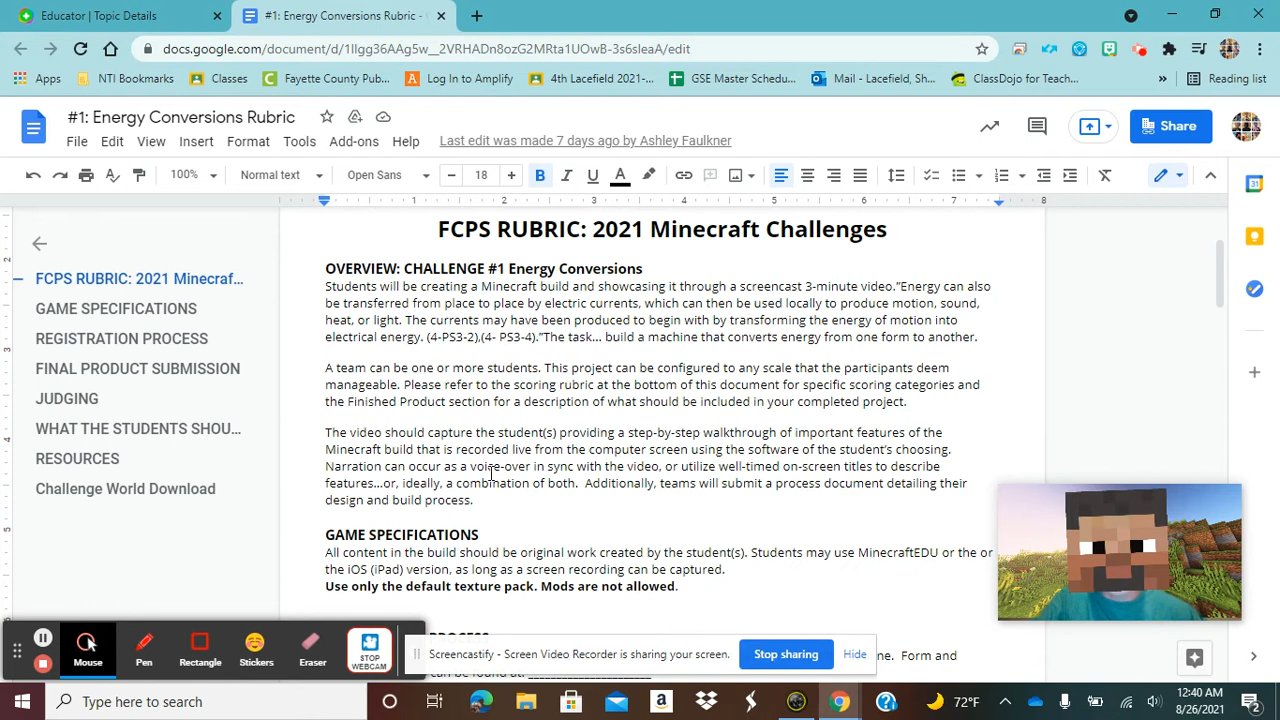 Educator | Topic Details
#1: Energy Conversions Rubric -
docs.google.com/document/d/1Ilgg36AAg5w__2VRHADn8ozG2MRta1UOwB-3s6sleaA/edit
Apps
NTI Bookmarks
Classes
Fayette County Pub...
Log In to Amplify
4th Lacefield 2021-...
GSE Master Schedu...
Mail - Lacefield, Sh...
ClassDojo for Teach...
»
Reading list
#1: Energy Conversions Rubric
File Edit View Insert Format Tools Add-ons Help
Last edit was made 7 days ago by Ashley Faulkner
Share
100% Normal text Open Sans 18
1 2 3 4 5 6 7 8
FCPS RUBRIC: 2021 Minecraf...
GAME SPECIFICATIONS
REGISTRATION PROCESS
FINAL PRODUCT SUBMISSION
JUDGING
WHAT THE STUDENTS SHOU...
RESOURCES
Challenge World Download
FCPS RUBRIC: 2021 Minecraft Challenges
OVERVIEW: CHALLENGE #1 Energy Conversions
Students will be creating a Minecraft build and showcasing it through a screencast 3-minute video."Energy can also
be transferred from place to place by electric currents, which can then be used locally to produce motion, sound,
heat, or light. The currents may have been produced to begin with by transforming the energy of motion into
electrical energy. (4-PS3-2),(4- PS3-4)."The task... build a machine that converts energy from one form to another.
A team can be one or more students. This project can be configured to any scale that the participants deem
manageable. Please refer to the scoring rubric at the bottom of this document for specific scoring categories and
the Finished Product section for a description of what should be included in your completed project.
The video should capture the student(s) providing a step-by-step walkthrough of important features of the
Minecraft build that is recorded live from the computer screen using the software of the student's choosing.
Narration can occur as a voice-over in sync with the video, or utilize well-timed on-screen titles to describe
features...or, ideally, a combination of both. Additionally, teams will submit a process document detailing their
design and build process.
GAME SPECIFICATIONS
All content in the build should be original work created by the student(s). Students may use MinecraftEDU or the or
the iOS (iPad) version, as long as a screen recording can be captured.
Use only the default texture pack. Mods are not allowed.
Mouse
Pen
Rectangle
Stickers
Eraser
STOP
WEBCAM
Screencastify - Screen Video Recorder is sharing your screen.
Stop sharing
Hide
ne. Form and
can be found at:
Type here to search
72°F
12:40 AM
8/26/2021
2